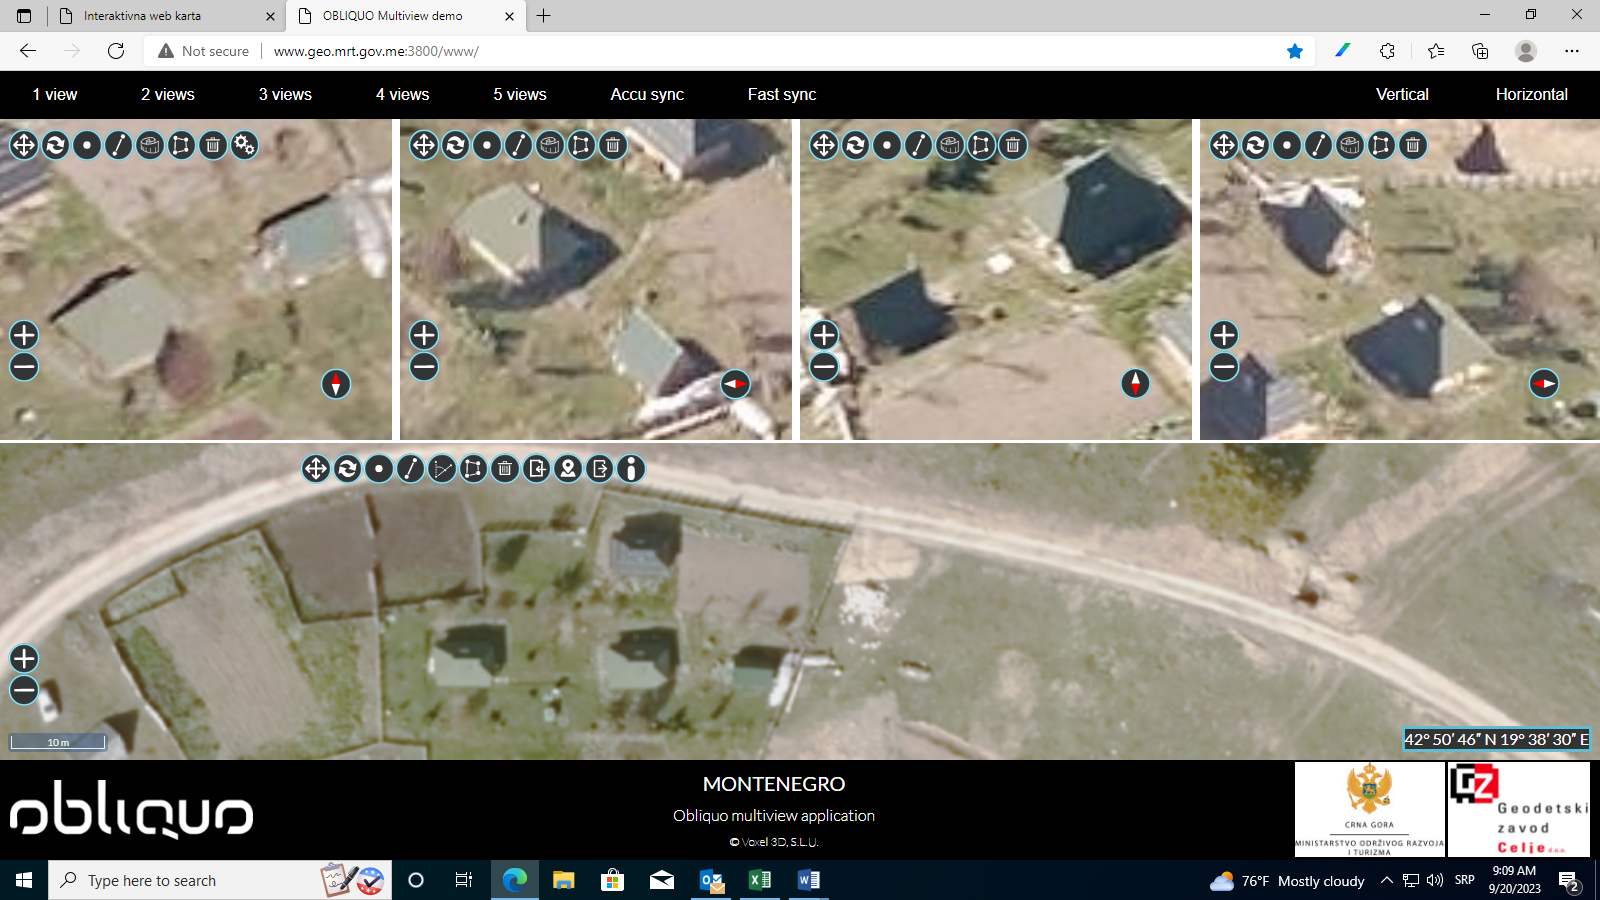 Interaktivna web karta
OBLIQUO Multiview demo
Not secure
www.geo.mrt.gov.me:3800/www/
1 view
2 views
3 views
4 views
5 views
Accu sync
Fast sync
Vertical
Horizontal
10 m
42° 50′ 46″ N 19° 38′ 30″ E
obliquo
MONTENEGRO
Obliquo multiview application
© Voxel 3D, S.L.U.
CRNA GORA
MINISTARSTVO ODRŽIVOG RAZVOJA
I TURIZMA
GZ
Geodetski
zavod
Celje d.o.o.
Type here to search
76°F Mostly cloudy
SRP
9:09 AM
9/20/2023
2